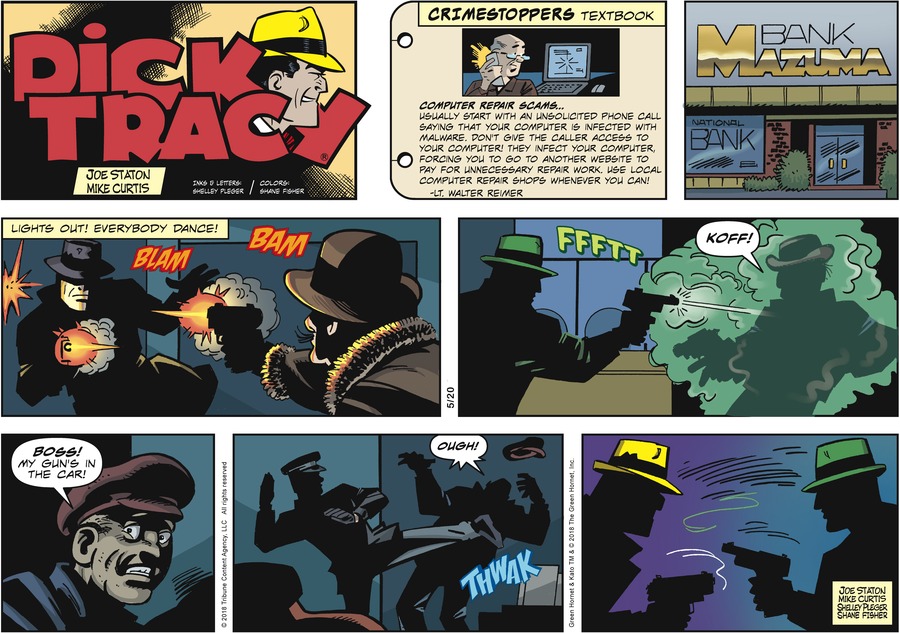 DICK
TRACY
®
JOE STATON
MIKE CURTIS
INKS & LETTERS:
SHELLEY PLEGER
COLORS:
SHANE FISHER
CRIMESTOPPERS TEXTBOOK
COMPUTER REPAIR SCAMS...
USUALLY START WITH AN UNSOLICITED PHONE CALL
SAYING THAT YOUR COMPUTER IS INFECTED WITH
MALWARE. DON'T GIVE THE CALLER ACCESS TO
YOUR COMPUTER! THEY INFECT YOUR COMPUTER,
FORCING YOU TO GO TO ANOTHER WEBSITE TO
PAY FOR UNNECESSARY REPAIR WORK. USE LOCAL
COMPUTER REPAIR SHOPS WHENEVER YOU CAN!
-LT. WALTER REIMER
BANK
MAZUMA
NATIONAL
BANK
LIGHTS OUT! EVERYBODY DANCE!
BLAM
BAM
5/20
FFFTT
KOFF!
BOSS!
MY GUN'S IN
THE CAR!
© 2018 Tribune Content Agency, LLC All rights reserved
OUGH!
THWAK
Green Hornet & Kato TM & © 2018 The Green Hornet, Inc.
JOE STATON
MIKE CURTIS
SHELLEY PLEGER
SHANE FISHER